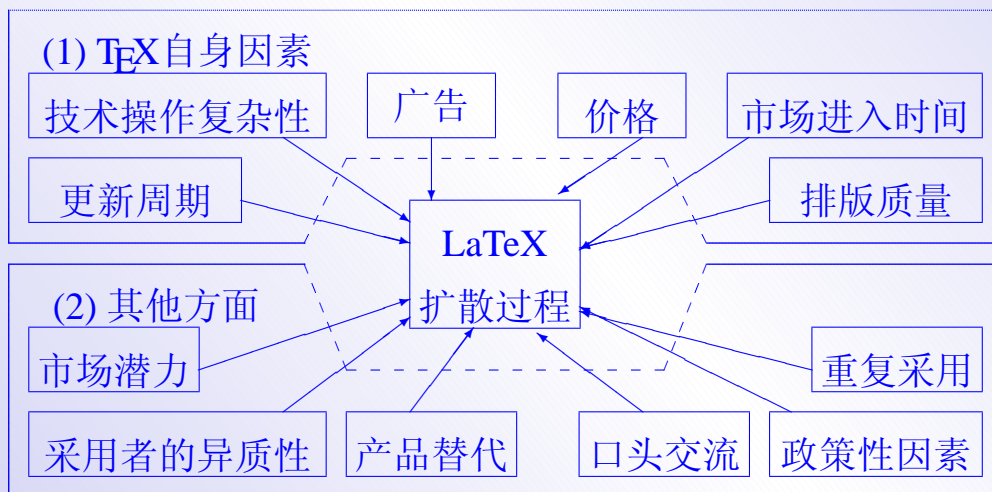 (1) TEX自身因素
技术操作复杂性
广告
价格
市场进入时间
更新周期
排版质量
LaTeX
扩散过程
(2) 其他方面
市场潜力
重复采用
采用者的异质性
产品替代
口头交流
政策性因素